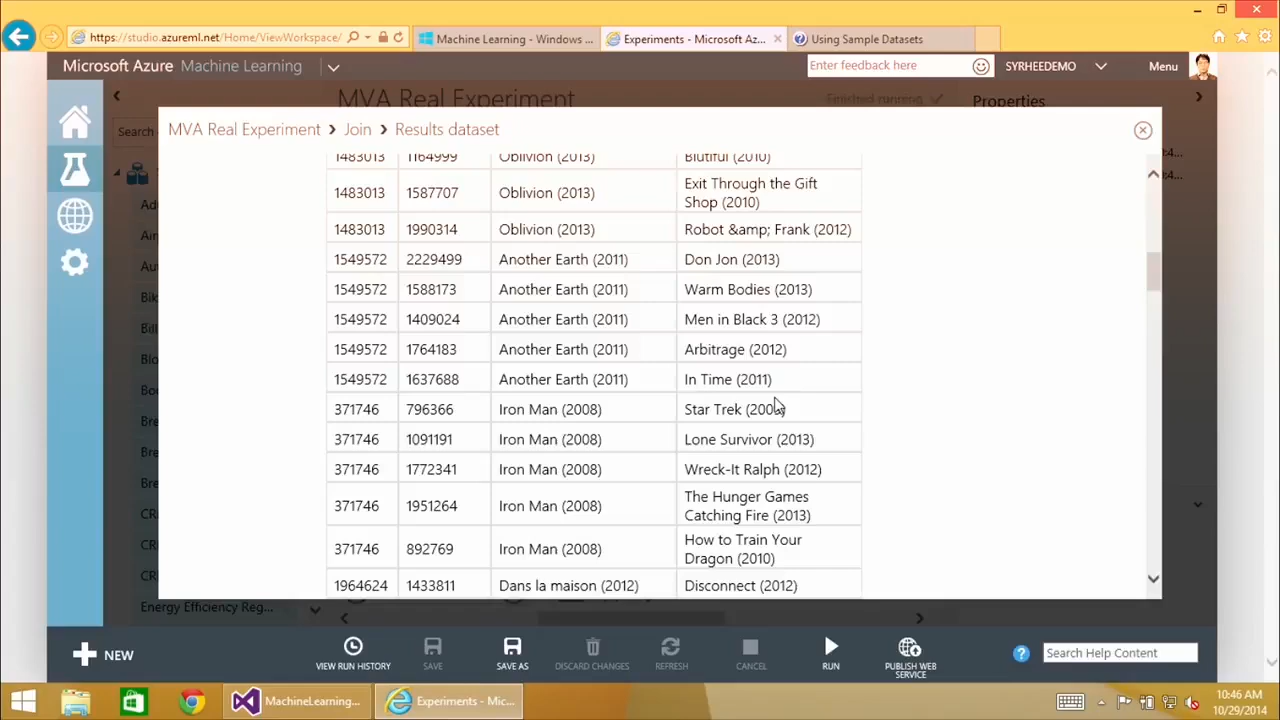 https://studio.azureml.net/Home/ViewWorkspace/
Machine Learning - Windows ...
Experiments - Microsoft Az...
Using Sample Datasets
Microsoft Azure Machine Learning
Enter feedback here
SYRHEEDEMO
Menu
MVA Real Experiment
Finished running
Properties
Search
MVA Real Experiment > Join > Results dataset
1483013 1164999 Oblivion (2013) Biutiful (2010)
1483013 1587707 Oblivion (2013) Exit Through the Gift
Shop (2010)
1483013 1990314 Oblivion (2013) Robot &amp; Frank (2012)
1549572 2229499 Another Earth (2011) Don Jon (2013)
1549572 1588173 Another Earth (2011) Warm Bodies (2013)
1549572 1409024 Another Earth (2011) Men in Black 3 (2012)
1549572 1764183 Another Earth (2011) Arbitrage (2012)
1549572 1637688 Another Earth (2011) In Time (2011)
371746 796366 Iron Man (2008) Star Trek
371746 1091191 Iron Man (2008) Lone Survivor (2013)
371746 1772341 Iron Man (2008) Wreck-It Ralph (2012)
371746 1951264 Iron Man (2008) The Hunger Games
Catching Fire (2013)
371746 892769 Iron Man (2008) How to Train Your
Dragon (2010)
1964624 1433811 Dans la maison (2012) Disconnect (2012)
Energy Efficiency Reg...
NEW
VIEW RUN HISTORY
SAVE
SAVE AS
DISCARD CHANGES
REFRESH
CANCEL
RUN
PUBLISH WEB
SERVICE
Search Help Content
MachineLearning...
Experiments - Mic...
10:46 AM
10/29/2014